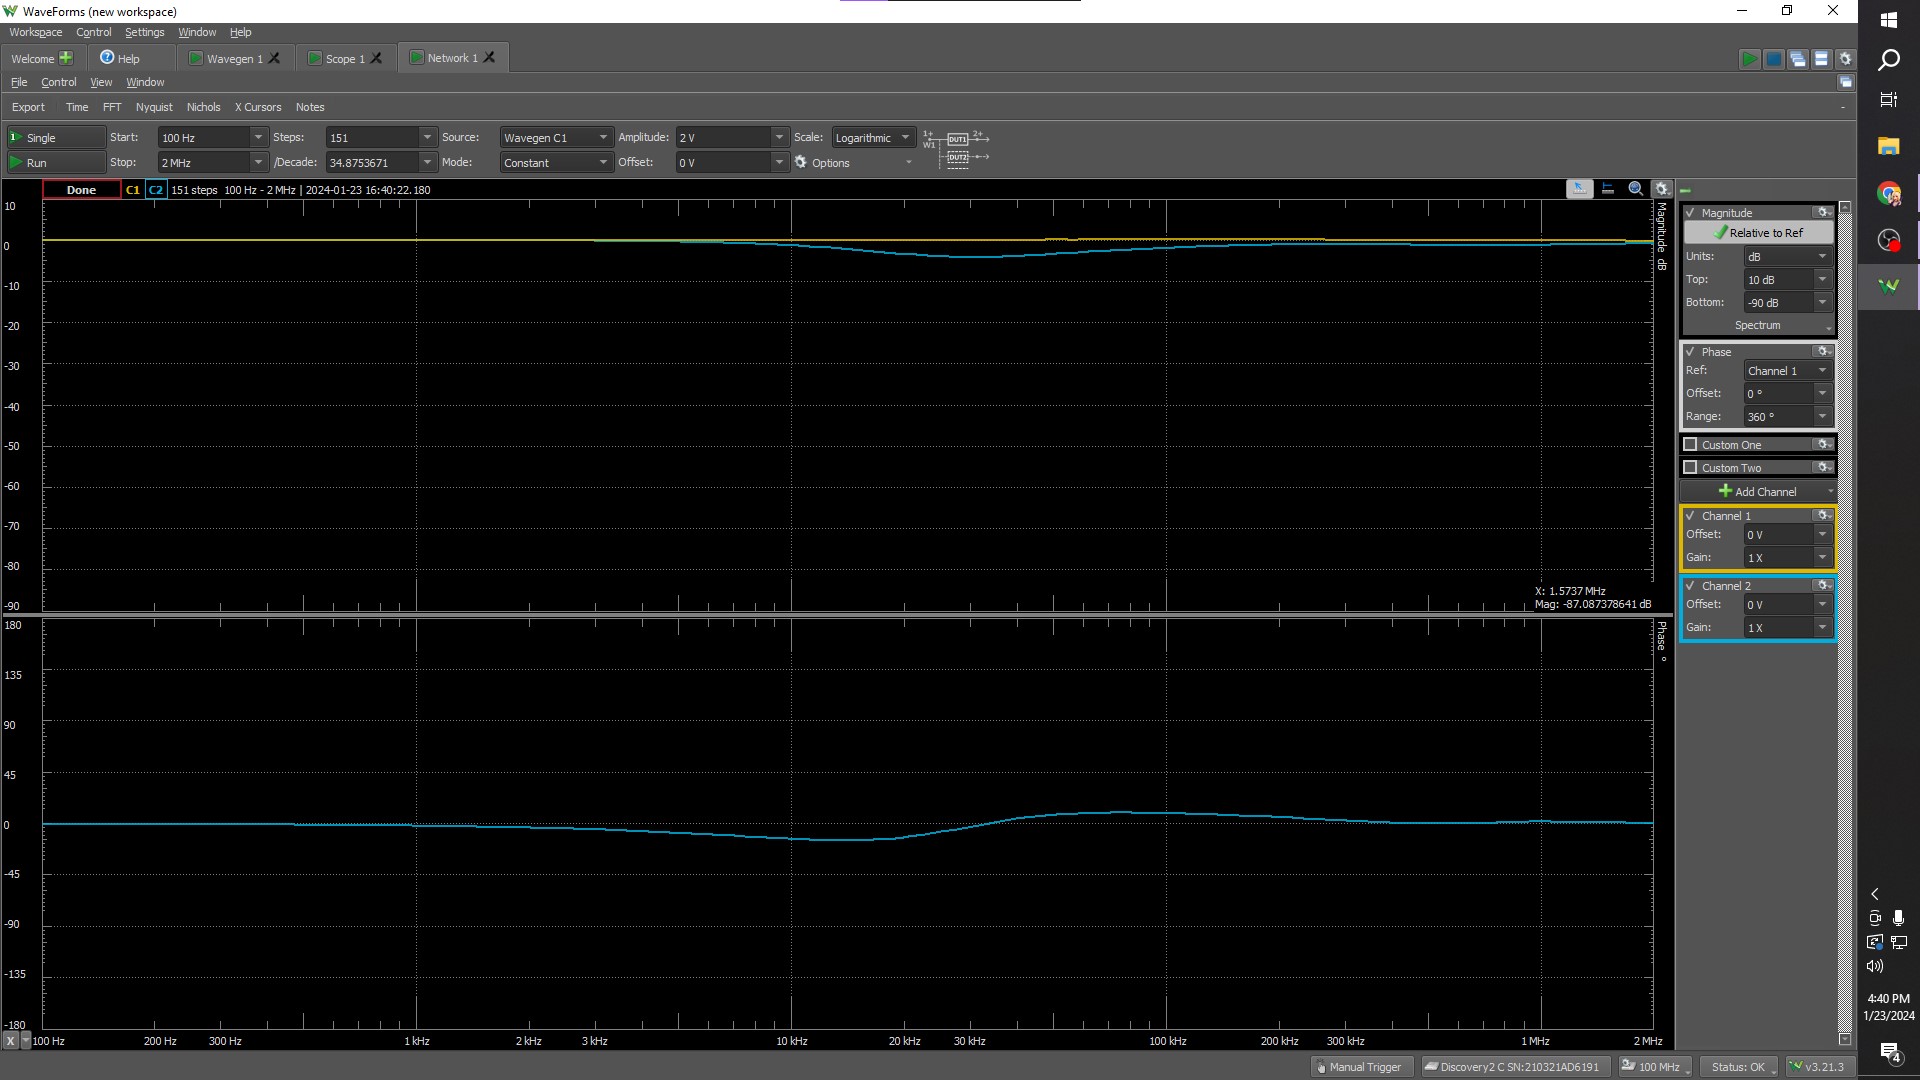 WaveForms (new workspace)
Workspace Control Settings Window Help
Welcome Help Wavegen 1 Scope 1 Network 1
File Control View Window
Export Time FFT Nyquist Nichols X Cursors Notes
Single Start: 100 Hz Steps: 151 Source: Wavegen C1 Amplitude: 2 V Scale: Logarithmic 1+ W1 DUT1 2+
Run Stop: 2 MHz /Decade: 34.8753671 Mode: Constant Offset: 0 V Options DUT2
Done C1 C2 151 steps 100 Hz - 2 MHz | 2024-01-23 16:40:22.180
10
0
-10
-20
-30
-40
-50
-60
-70
-80
-90
Magnitude dB
X: 1.5737 MHz
Mag: -87.087378641 dB
180
135
90
45
0
-45
-90
-135
-180
Phase °
X 100 Hz 200 Hz 300 Hz 1 kHz 2 kHz 3 kHz 10 kHz 20 kHz 30 kHz 100 kHz 200 kHz 300 kHz 1 MHz 2 MHz
Magnitude
Relative to Ref
Units: dB
Top: 10 dB
Bottom: -90 dB
Spectrum
Phase
Ref: Channel 1
Offset: 0 °
Range: 360 °
Custom One
Custom Two
Add Channel
Channel 1
Offset: 0 V
Gain: 1 X
Channel 2
Offset: 0 V
Gain: 1 X
Manual Trigger Discovery2 C SN:210321AD6191 100 MHz Status: OK v3.21.3
4:40 PM
1/23/2024
4